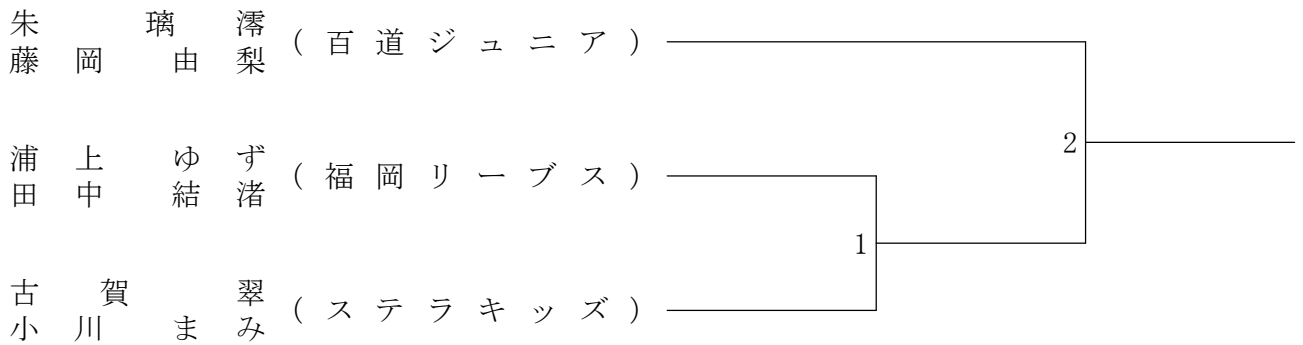 朱 璃 澪
藤 岡 由 梨 ( 百 道 ジ ュ ニ ア )
浦 上 ゆ ず
田 中 結 渚 ( 福 岡 リ ー ブ ス )
古 賀 翠
小 川 ま み ( ス テ ラ キ ッ ズ )
1
2